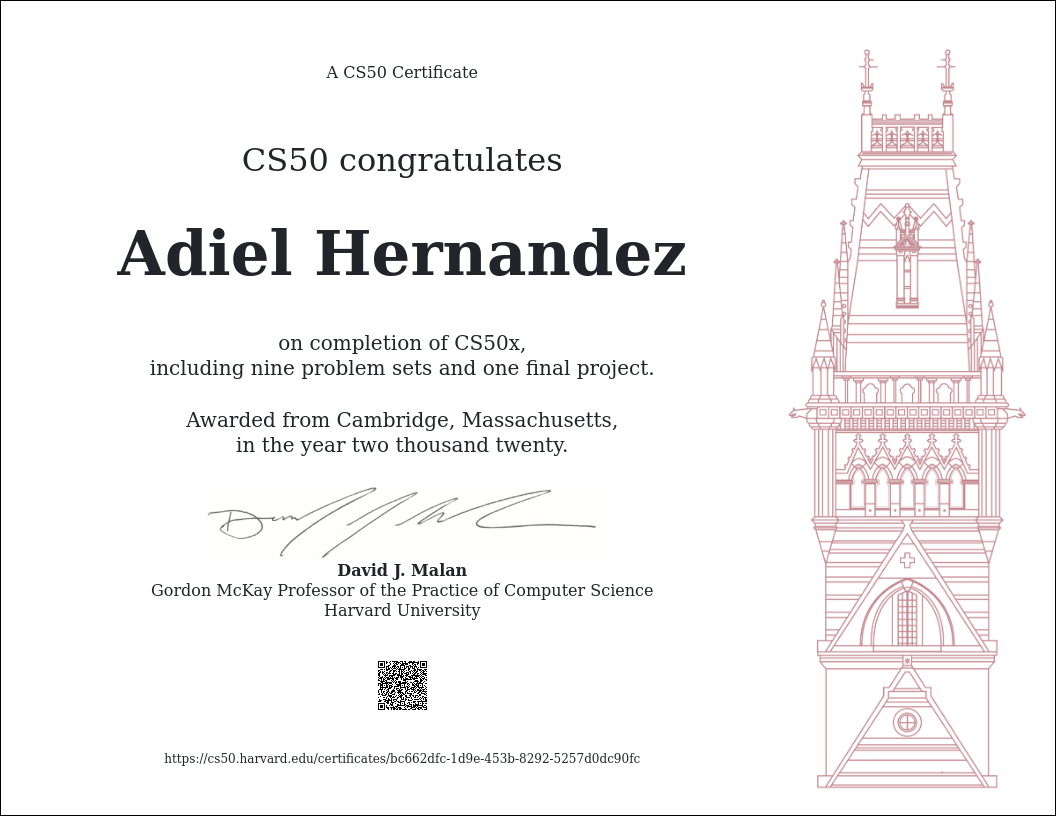 A CS50 Certificate
CS50 congratulates
Adiel Hernandez
on completion of CS50x,
including nine problem sets and one final project.
Awarded from Cambridge, Massachusetts,
in the year two thousand twenty.
David J. Malan
Gordon McKay Professor of the Practice of Computer Science
Harvard University
https://cs50.harvard.edu/certificates/bc662dfc-1d9e-453b-8292-5257d0dc90fc